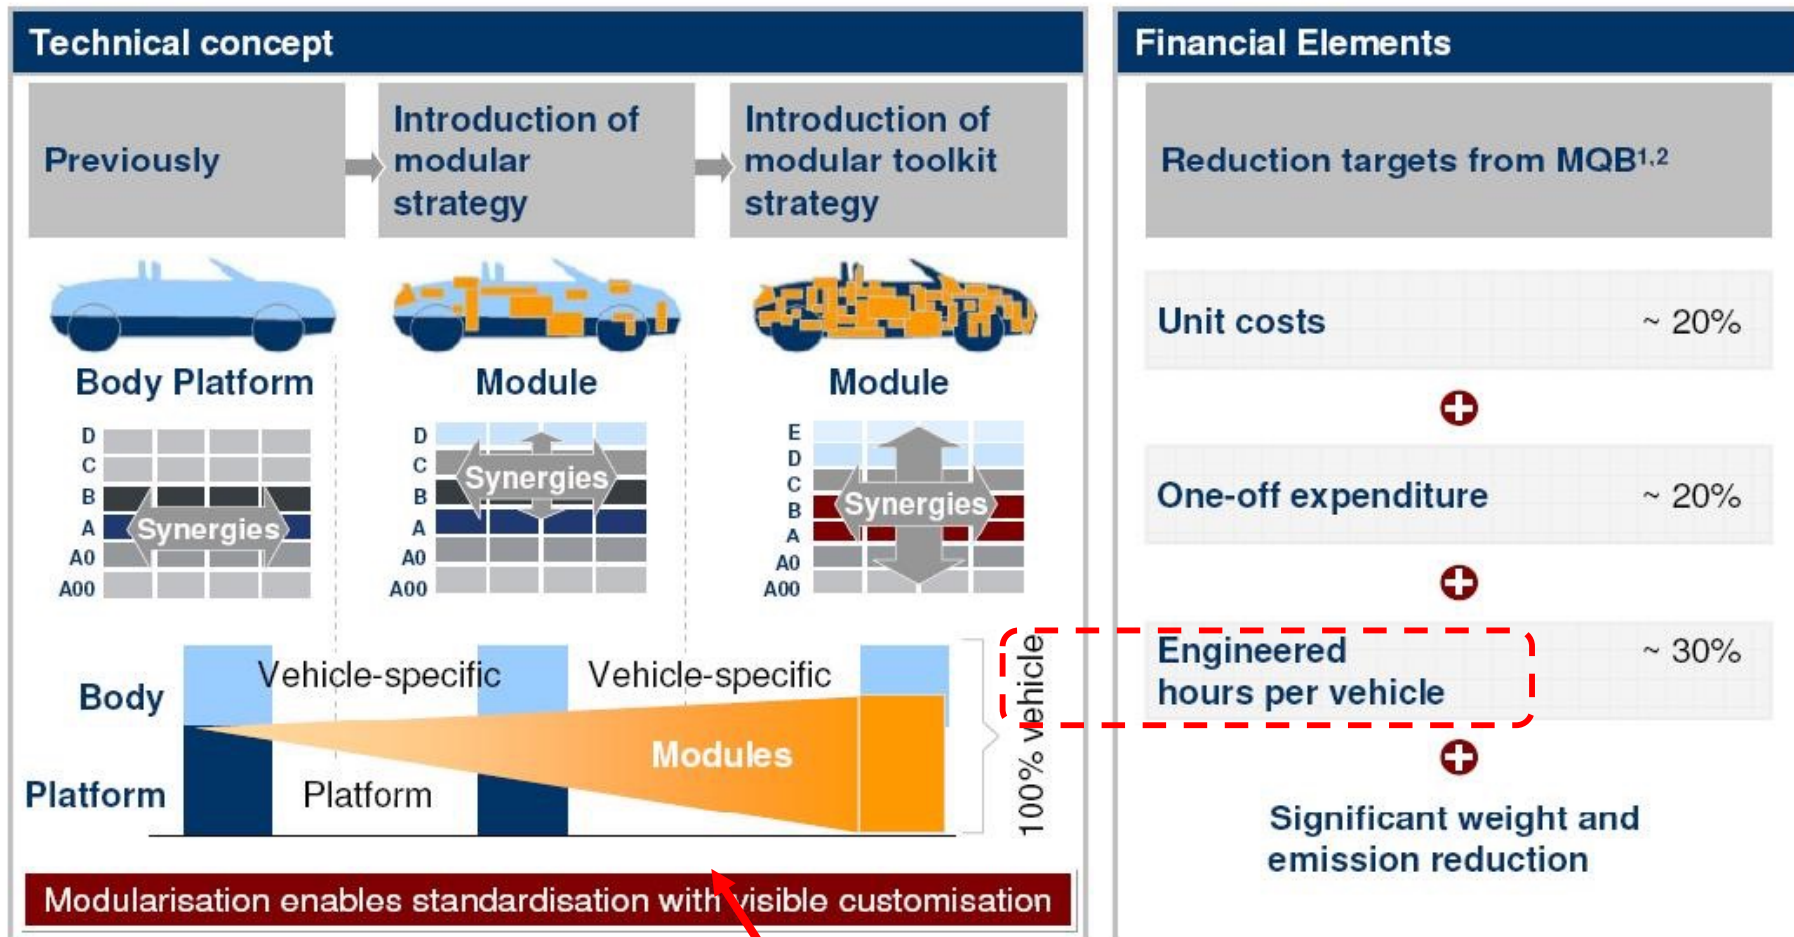 Technical concept
Previously
Introduction of
modular
strategy
Introduction of
modular toolkit
strategy
Body Platform
Module
Module
D
C
B
A
A0
A00
Synergies
D
C
B
A
A0
A00
Synergies
E
D
C
B
A
A0
A00
Synergies
Body
Platform
Vehicle-specific
Vehicle-specific
Platform
Modules
100% vehicle
Modularisation enables standardisation with visible customisation
Financial Elements
Reduction targets from MQB¹,²
Unit costs ~ 20%
One-off expenditure ~ 20%
Engineered ~ 30%
hours per vehicle
Significant weight and
emission reduction